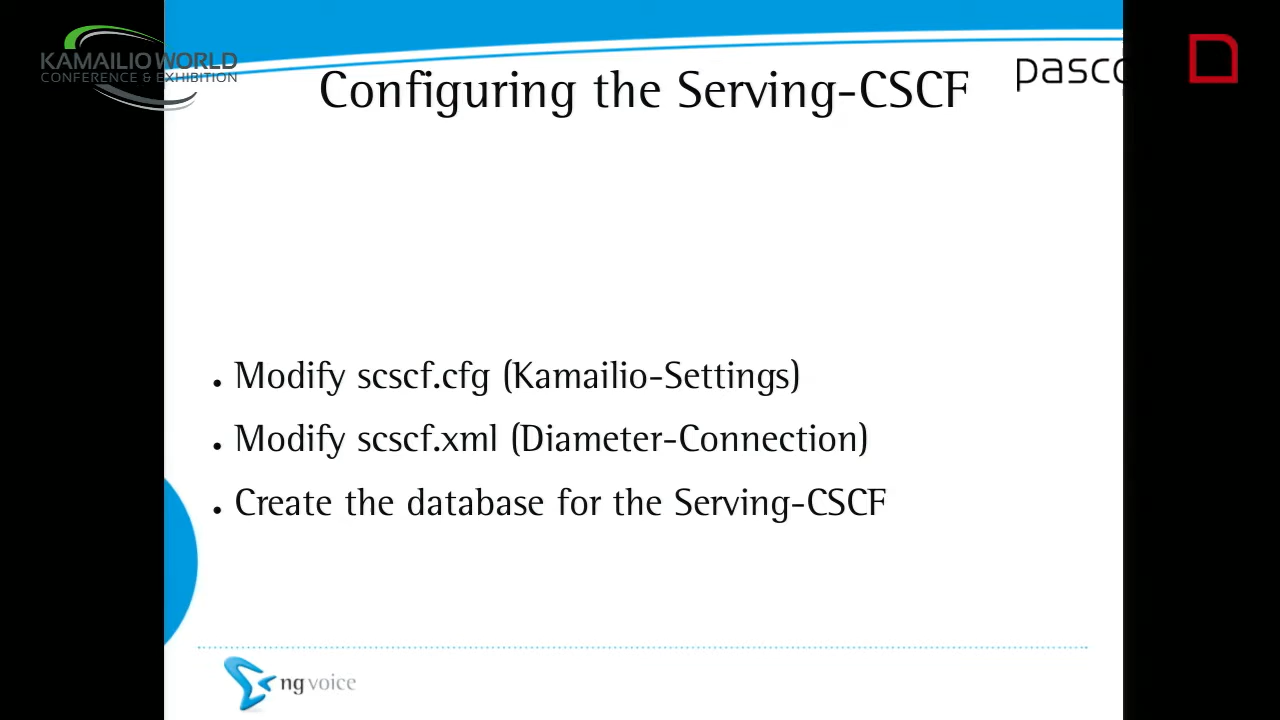 KAMAILIO WORLD
CONFERENCE & EXHIBITION
pasco
Configuring the Serving-CSCF
• Modify scscf.cfg (Kamailio-Settings)
• Modify scscf.xml (Diameter-Connection)
• Create the database for the Serving-CSCF
ng voice